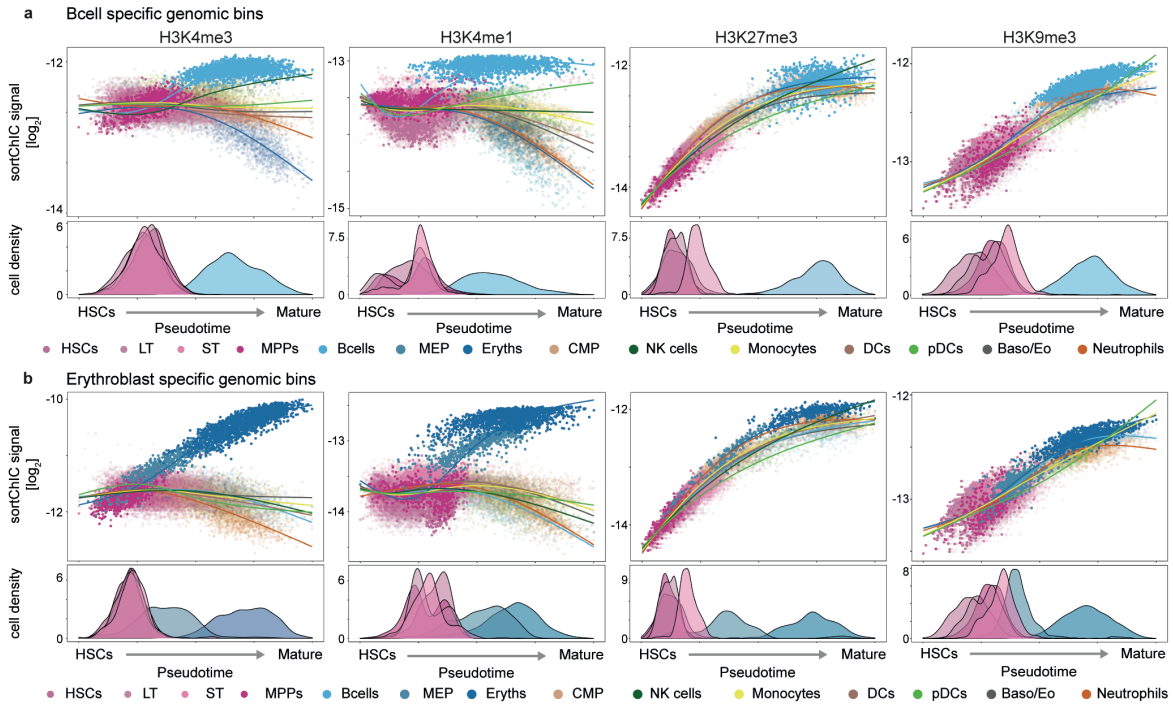 a Bcell specific genomic bins
H3K4me3 H3K4me1 H3K27me3 H3K9me3
sortChIC signal
[log2]
-12
-14
-13
-15
-12
-14
-12
-13
cell density
6
0
7.5
0
7.5
0
6
0
HSCs Mature HSCs Mature HSCs Mature HSCs Mature
Pseudotime Pseudotime Pseudotime Pseudotime
HSCs LT ST MPPs Bcells MEP Eryths CMP NK cells Monocytes DCs pDCs Baso/Eo Neutrophils
b Erythroblast specific genomic bins
sortChIC signal
[log2]
-10
-12
-13
-14
-12
-14
-12
-13
cell density
6
0
6
0
9
0
8
0
HSCs Mature HSCs Mature HSCs Mature HSCs Mature
Pseudotime Pseudotime Pseudotime Pseudotime
HSCs LT ST MPPs Bcells MEP Eryths CMP NK cells Monocytes DCs pDCs Baso/Eo Neutrophils